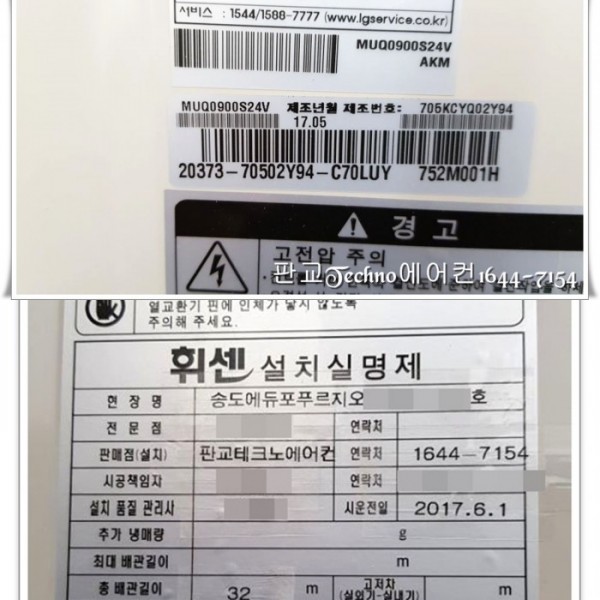 서비스 : 1544/1588-7777 (www.lgservice.co.kr)
MUQ0900S24V
AKM
MUQ0900S24V 제조년월 제조번호: 705KCYQ02Y94
17.05
20373-70502Y94-C70LUY 752M001H
경 고
고전압 주의
판교Techno에어컨1644-7154
열교환기 핀에 인체가 닿지 않도록
주의해 주세요.
휘센 설치실명제
현 장 명 송도에듀포푸르지오 호
전 문 점 연락처
판매점(설치) 판교테크노에어컨 연락처 1644-7154
시공책임자 연락처
설치 품질 관리사 시운전일 2017.6.1
추가 냉매량 g
최대 배관길이 m
총 배관길이 32 m 고저차 m
(실외기-실내기)